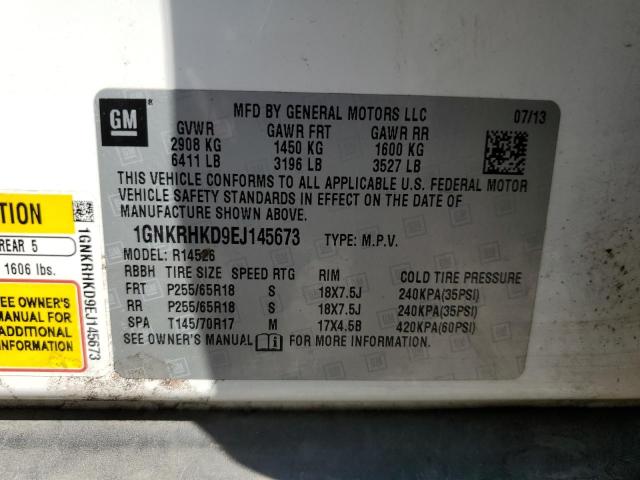 GM
MFD BY GENERAL MOTORS LLC 07/13
GVWR GAWR FRT GAWR RR
2908 KG 1450 KG 1600 KG
6411 LB 3196 LB 3527 LB
THIS VEHICLE CONFORMS TO ALL APPLICABLE U.S. FEDERAL MOTOR
VEHICLE SAFETY STANDARDS IN EFFECT ON THE DATE OF
MANUFACTURE SHOWN ABOVE.
1GNKRHKD9EJ145673 TYPE: M.P.V.
MODEL: R14526
RBBH TIRE SIZE SPEED RTG RIM COLD TIRE PRESSURE
FRT P255/65R18 S 18X7.5J 240KPA(35PSI)
RR P255/65R18 S 18X7.5J 240KPA(35PSI)
SPA T145/70R17 M 17X4.5B 420KPA(60PSI)
SEE OWNER'S MANUAL FOR MORE INFORMATION.
TION
REAR 5
1606 lbs.
SEE OWNER'S
MANUAL FOR
ADDITIONAL
INFORMATION
1GNKRHKD9EJ145673